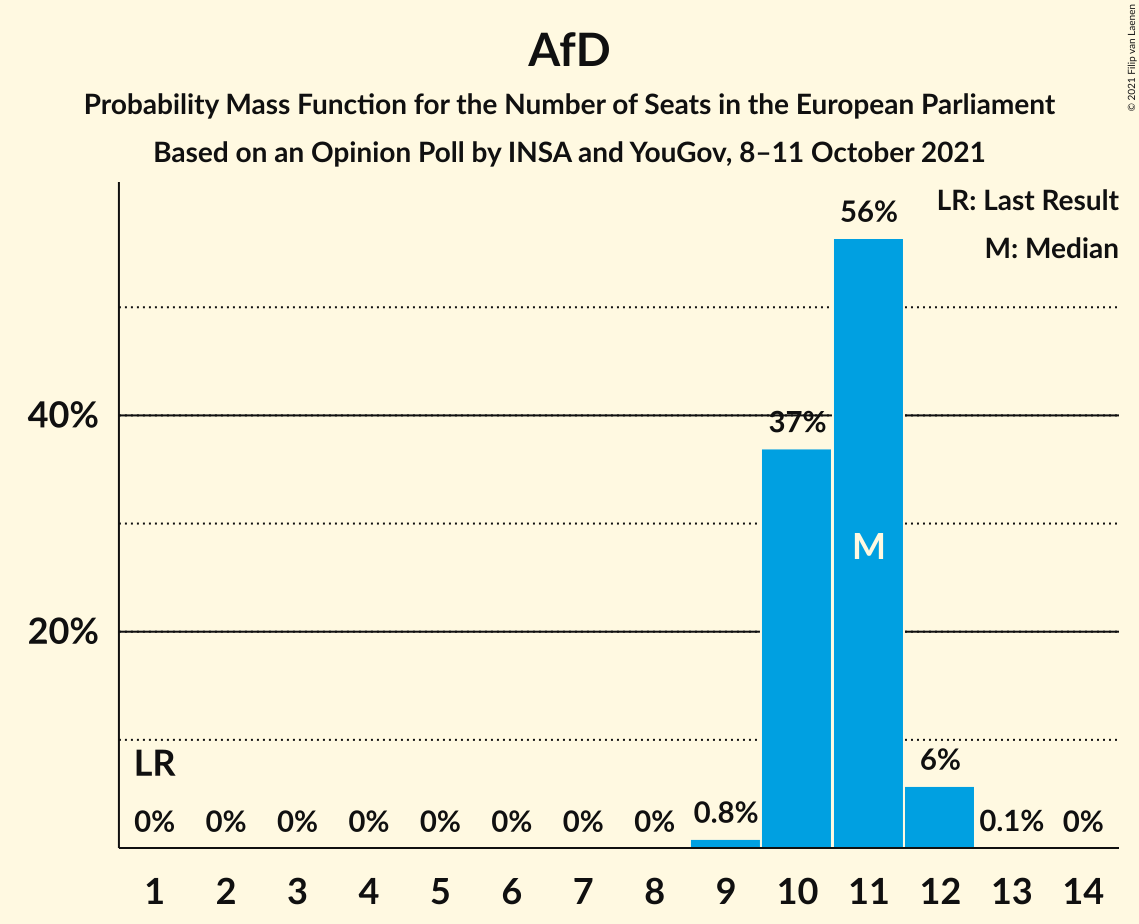 AfD
Probability Mass Function for the Number of Seats in the European Parliament
Based on an Opinion Poll by INSA and YouGov, 8–11 October 2021
© 2021 Filip van Laenen
LR: Last Result
M: Median
56%
40%
37%
M
20%
LR
6%
0% 0% 0% 0% 0% 0% 0% 0% 0.8% 0.1% 0%
1 2 3 4 5 6 7 8 9 10 11 12 13 14